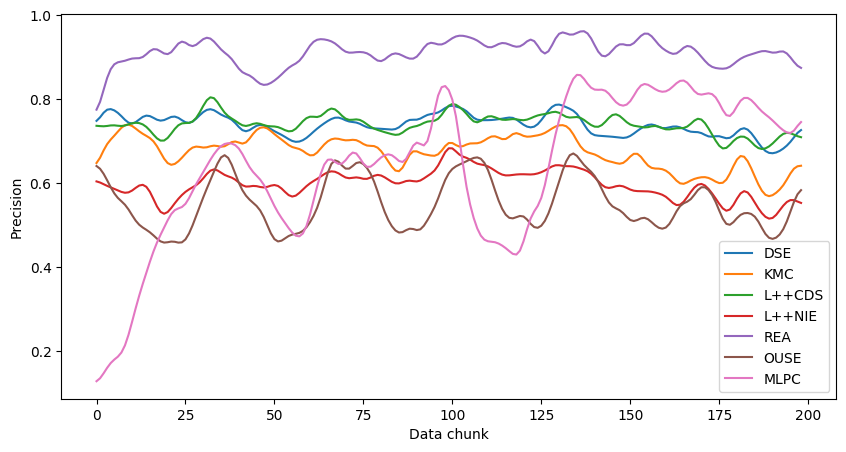 1.0
0.8
0.6
0.4
0.2
Precision
0
25
50
75
100
125
150
175
200
Data chunk
DSE
KMC
L++CDS
L++NIE
REA
OUSE
MLPC